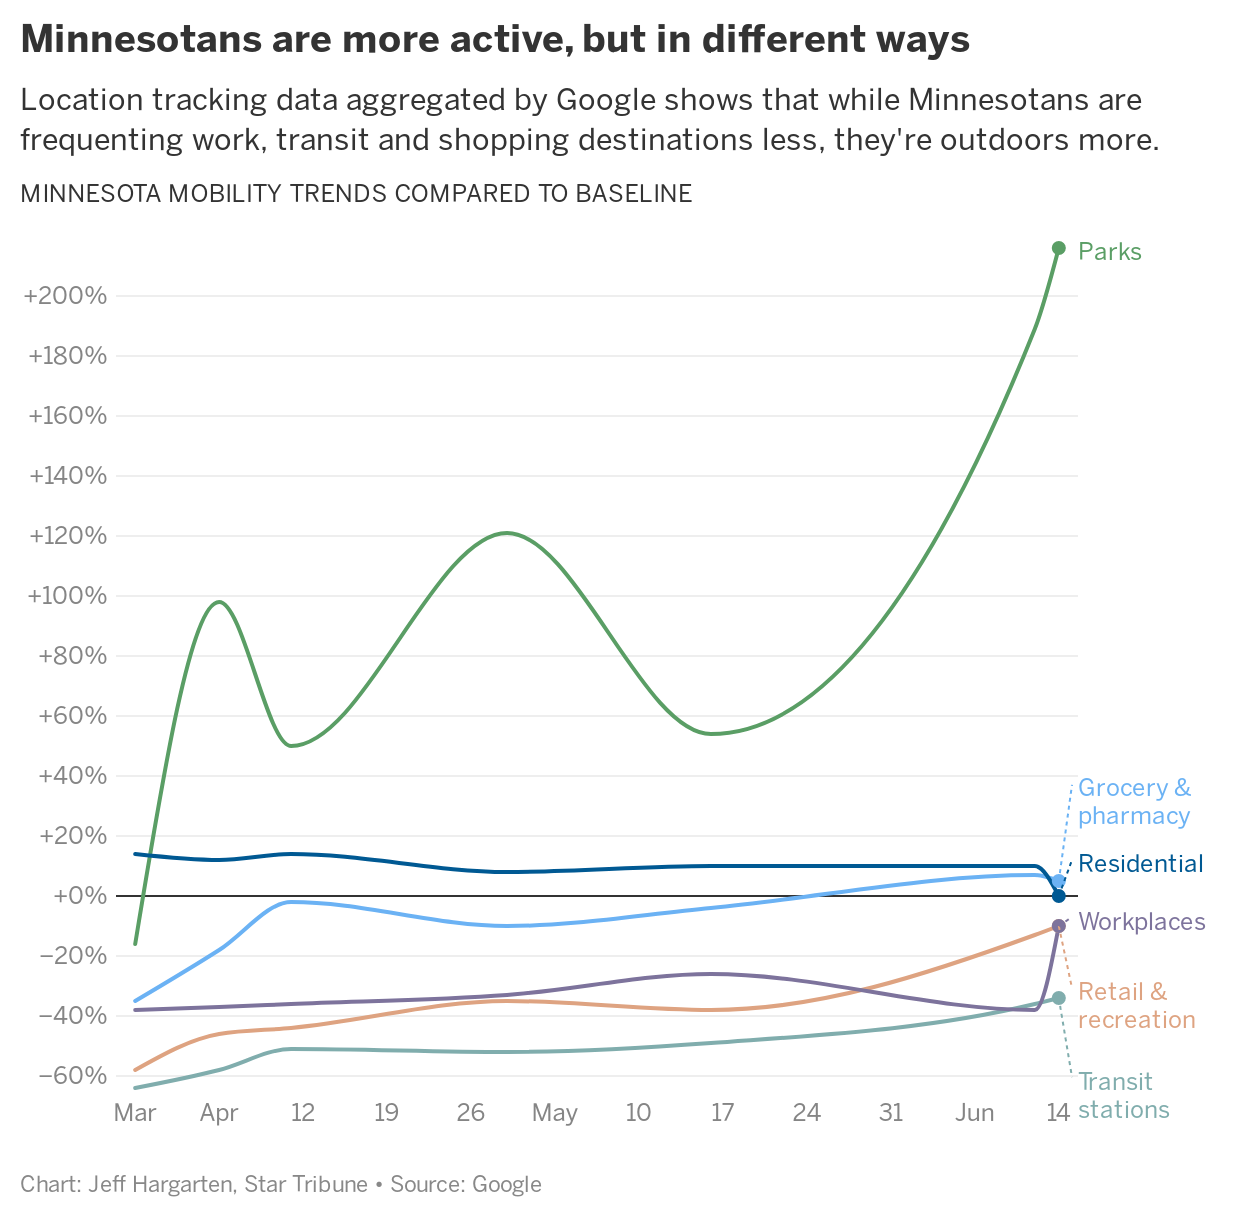 Minnesotans are more active, but in different ways
Location tracking data aggregated by Google shows that while Minnesotans are
frequenting work, transit and shopping destinations less, they're outdoors more.
MINNESOTA MOBILITY TRENDS COMPARED TO BASELINE
Parks
+200%
+180%
+160%
+140%
+120%
+100%
+80%
+60%
+40%
Grocery &
pharmacy
+20%
Residential
+0%
Workplaces
−20%
Retail &
recreation
−40%
−60%
Transit
stations
Mar Apr 12 19 26 May 10 17 24 31 Jun 14
Chart: Jeff Hargarten, Star Tribune • Source: Google